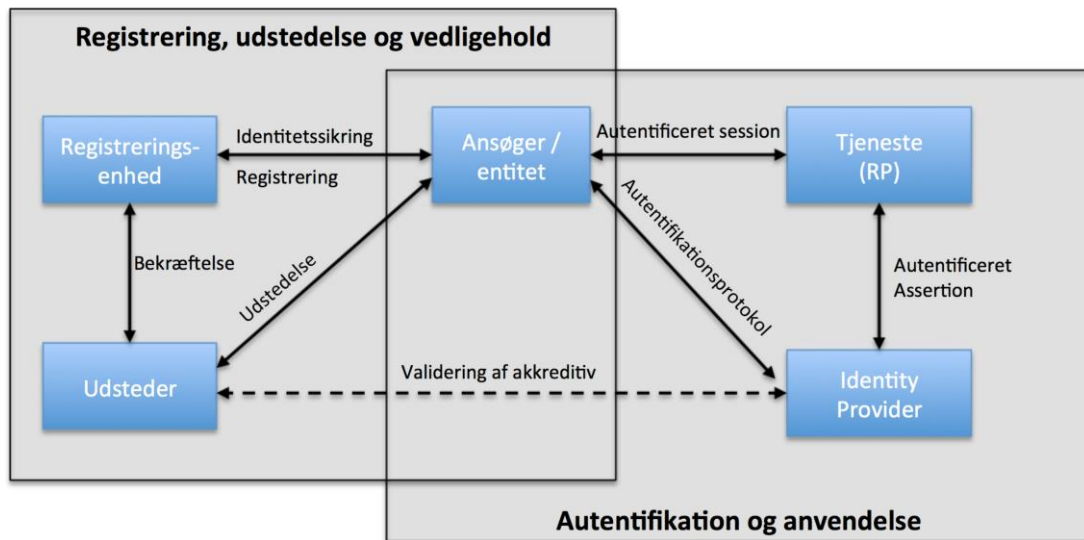 Registrering, udstedelse og vedligehold
Registrerings-
enhed
Identitetssikring
Registrering
Ansøger /
entitet
Autentificeret session
Tjeneste
(RP)
Bekræftelse
Udstedelse
Autentifikationsprotokol
Autentificeret
Assertion
Udsteder
Validering af akkreditiv
Identity
Provider
Autentifikation og anvendelse